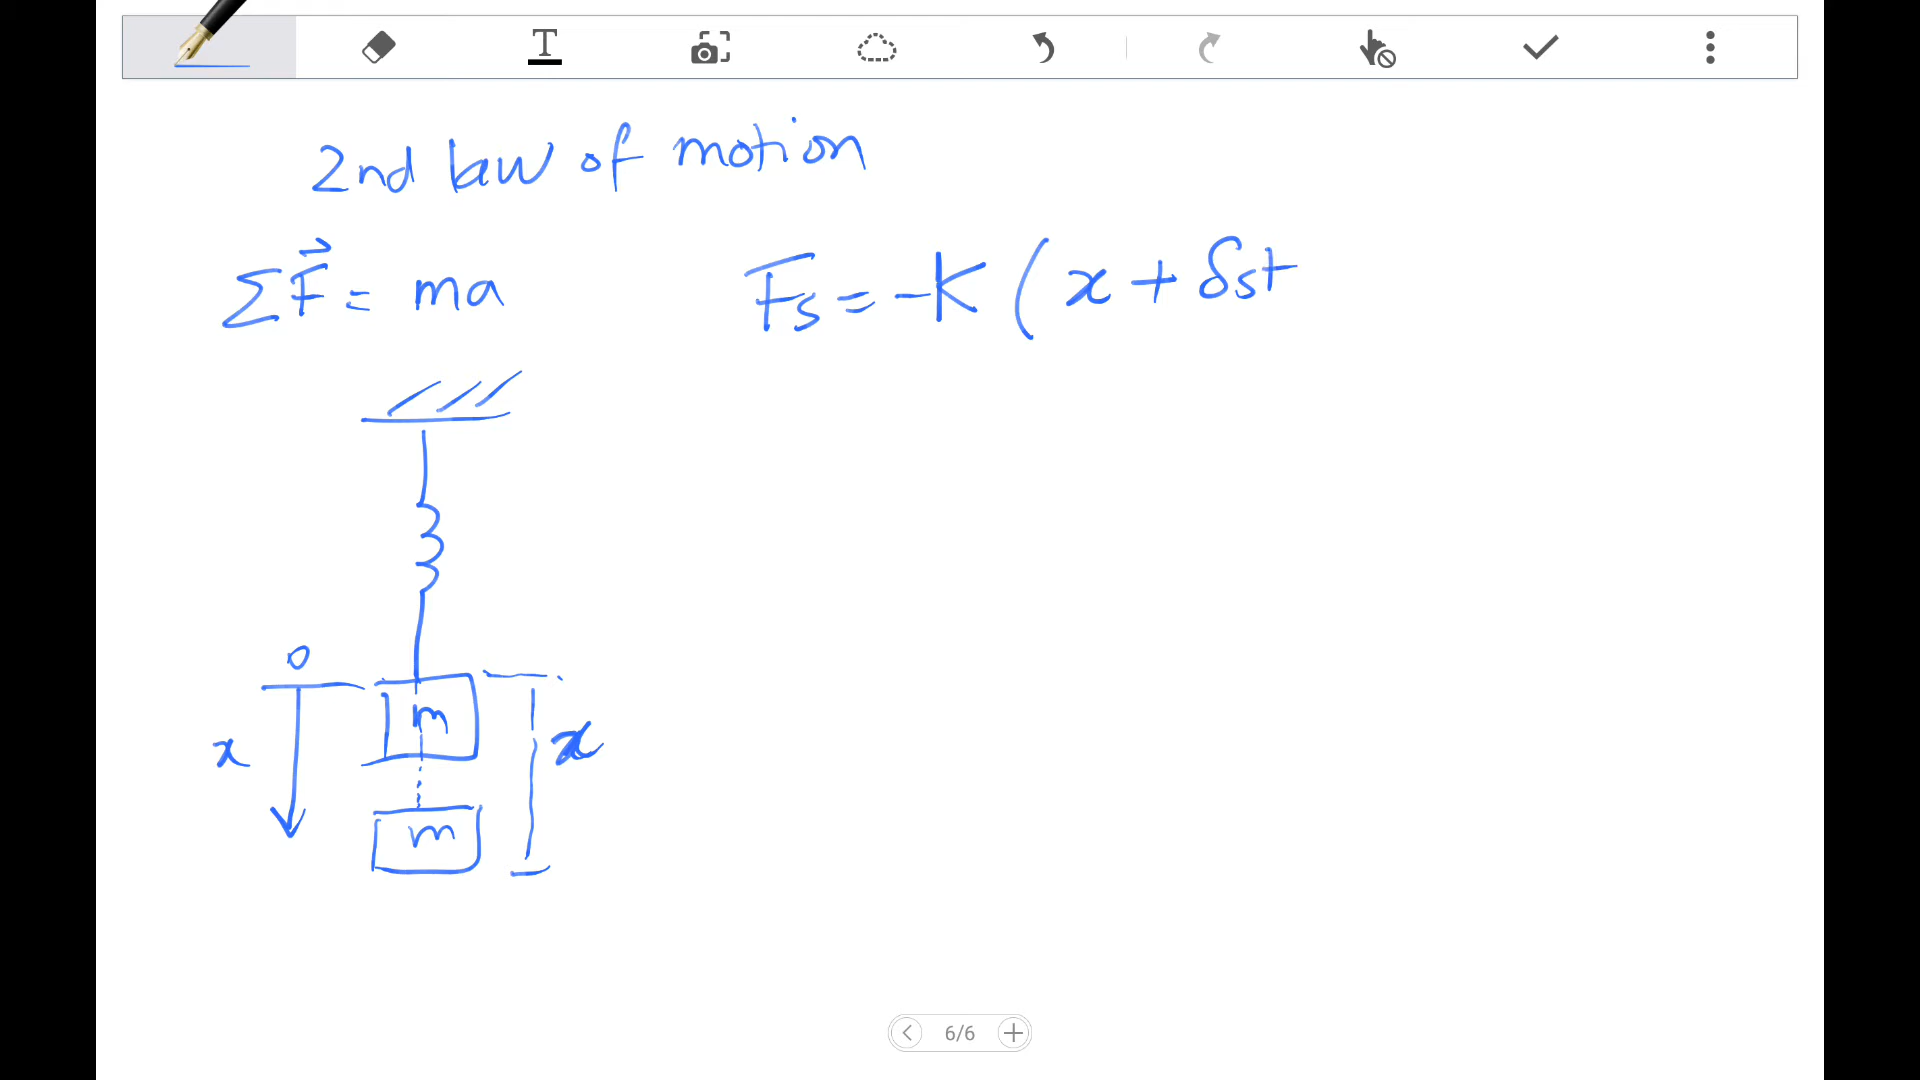 T
2nd law of motion
ΣF⃗ = ma
Fs = -K (x + δst
0
m
x
x
m
6/6